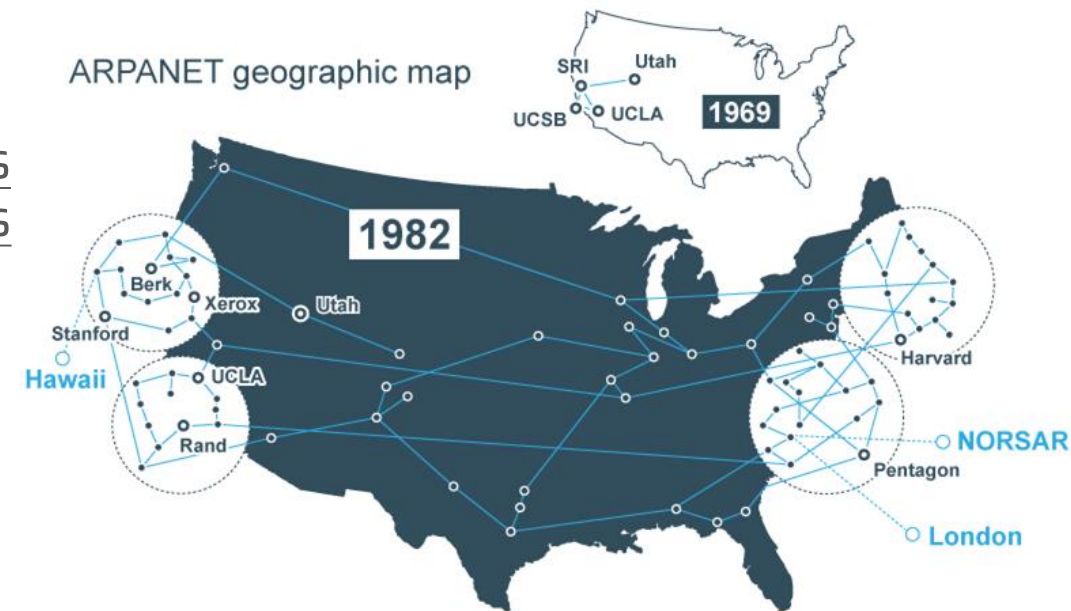 ARPANET geographic map
SRI
Utah
UCSB
UCLA
1969
1982
Berk
Xerox
Utah
Stanford
Hawaii
UCLA
Rand
Harvard
NORSAR
Pentagon
London